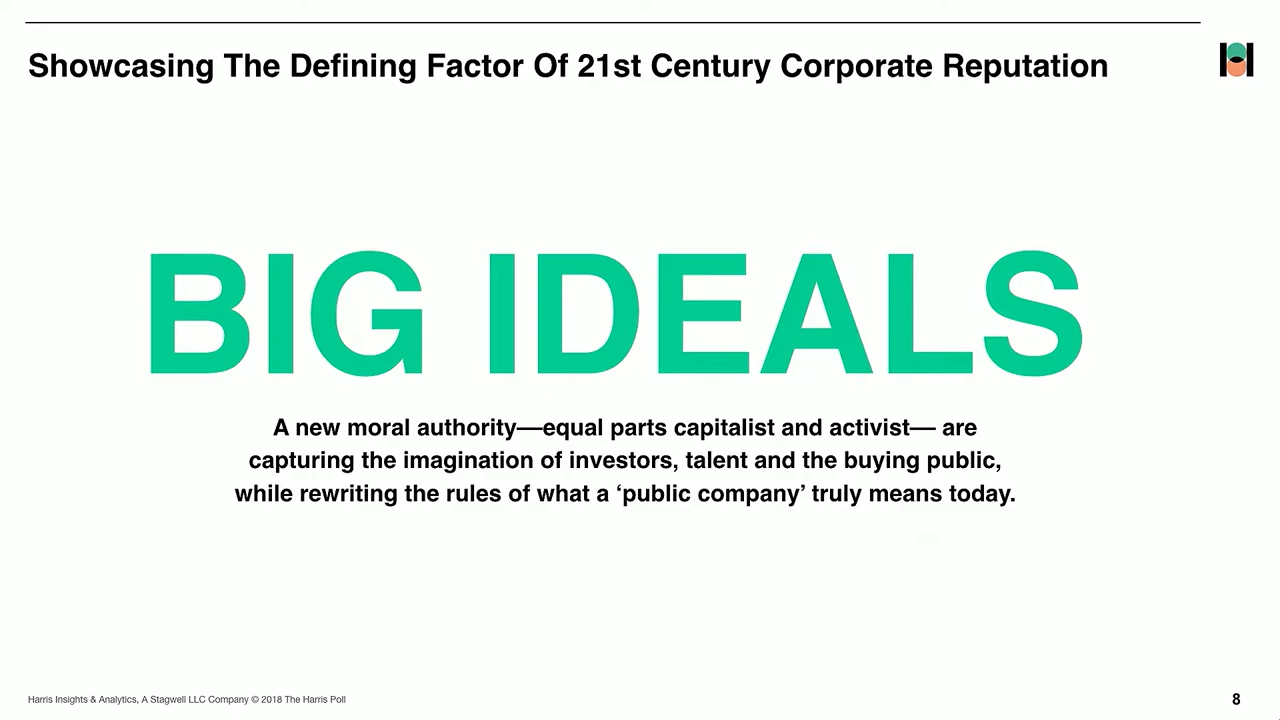 Showcasing The Defining Factor Of 21st Century Corporate Reputation
BIG IDEALS
A new moral authority—equal parts capitalist and activist— are
capturing the imagination of investors, talent and the buying public,
while rewriting the rules of what a ‘public company’ truly means today.
Harris Insights & Analytics, A Stagwell LLC Company © 2018 The Harris Poll
8